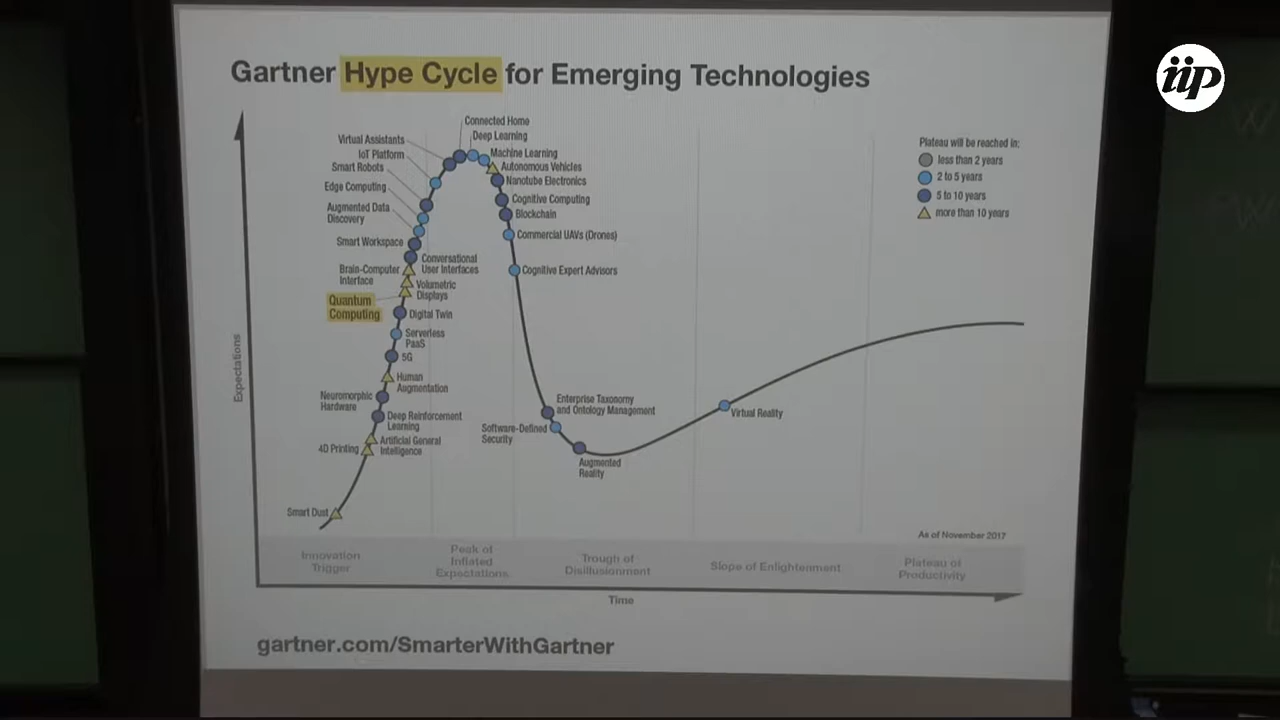 iip
Gartner Hype Cycle for Emerging Technologies
Connected Home
Deep Learning
Virtual Assistants
Machine Learning
IoT Platform
Autonomous Vehicles
Smart Robots
Nanotube Electronics
Edge Computing
Cognitive Computing
Augmented Data
Discovery
Blockchain
Commercial UAVs (Drones)
Smart Workspace
Conversational
User Interfaces
Brain-Computer
Interface
Cognitive Expert Advisors
Volumetric
Displays
Quantum
Computing
Digital Twin
Serverless
PaaS
5G
Human
Augmentation
Neuromorphic
Hardware
Deep Reinforcement
Learning
Artificial General
Intelligence
4D Printing
Smart Dust
Enterprise Taxonomy
and Ontology Management
Software-Defined
Security
Augmented
Reality
Virtual Reality
Plateau will be reached in:
less than 2 years
2 to 5 years
5 to 10 years
more than 10 years
As of November 2017
Expectations
Innovation
Trigger
Peak of
Inflated
Expectations
Trough of
Disillusionment
Slope of Enlightenment
Plateau of
Productivity
Time
gartner.com/SmarterWithGartner